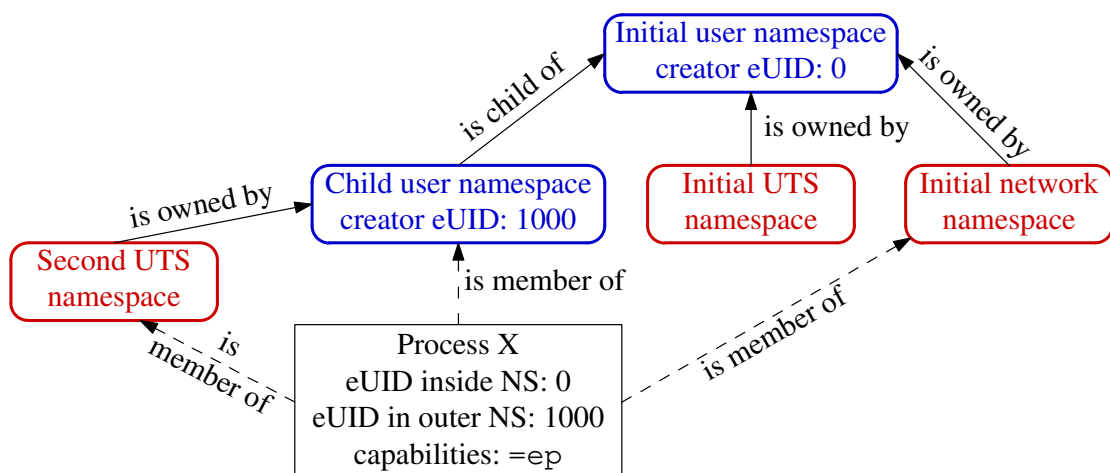 Initial user namespace
creator eUID: 0
is child of
is owned by
is owned by
Child user namespace
creator eUID: 1000
Initial UTS
namespace
Initial network
namespace
is owned by
Second UTS
namespace
is member of
is
member of
is member of
Process X
eUID inside NS: 0
eUID in outer NS: 1000
capabilities: =ep